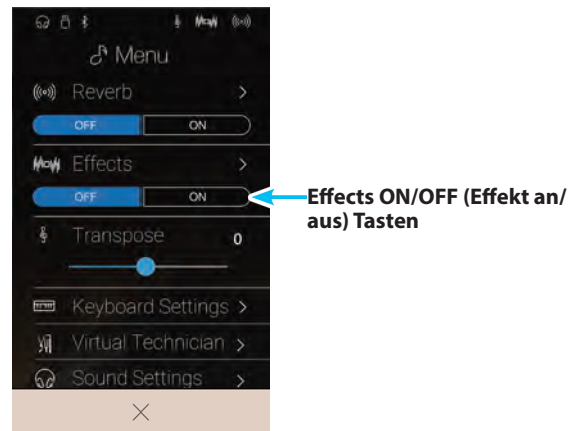 Menu
Reverb
OFF ON
Effects
OFF ON
Effects ON/OFF (Effekt an/
aus) Tasten
Transpose 0
Keyboard Settings
Virtual Technician
Sound Settings